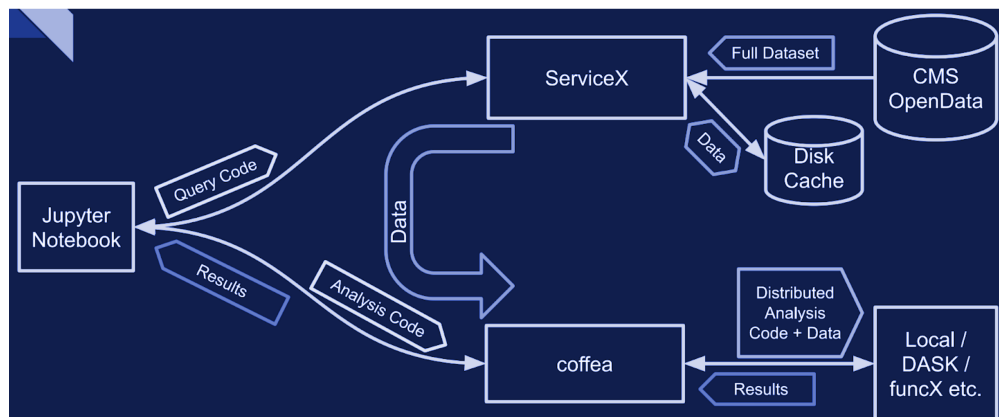 Full Dataset
ServiceX
CMS
OpenData
Data
Disk
Cache
Query Code
Jupyter
Notebook
Data
Results
Analysis Code
Distributed
Analysis
Code + Data
coffea
Local /
DASK /
funcX etc.
Results